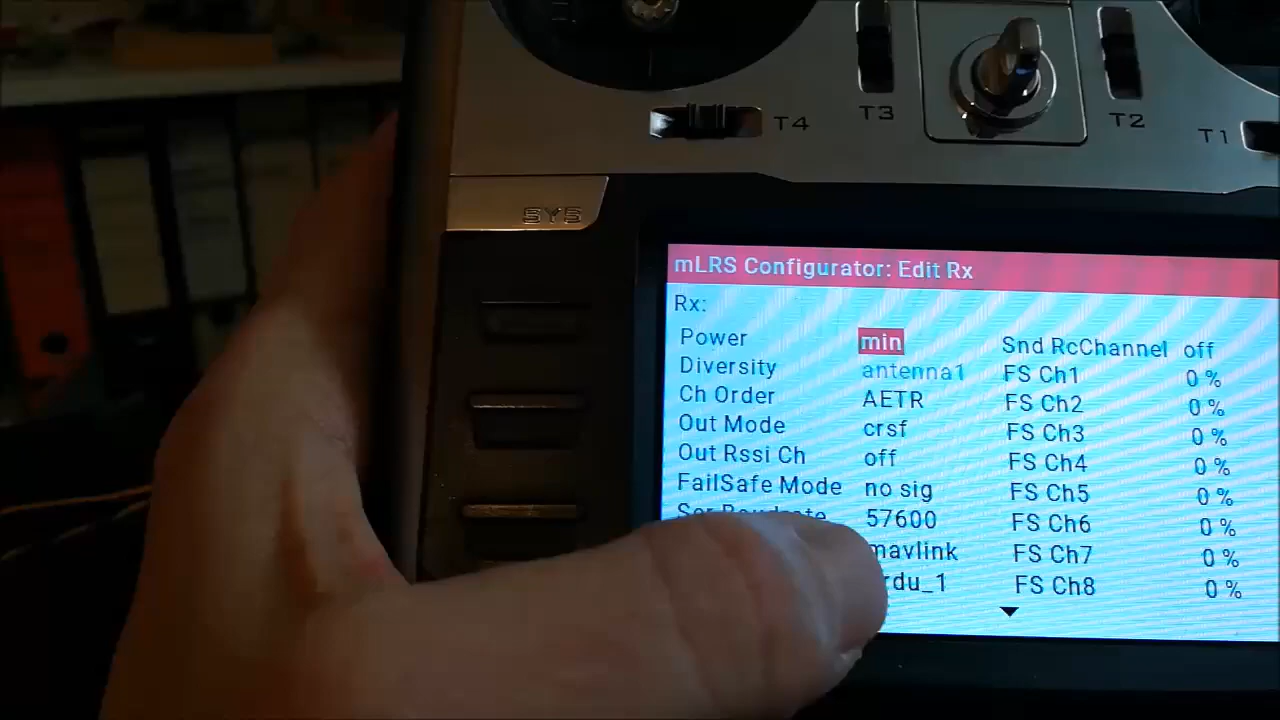 T4
T3
T2
T1
SYS
mLRS Configurator: Edit Rx
Rx:
Power min Snd RcChannel off
Diversity antenna1 FS Ch1 0 %
Ch Order AETR FS Ch2 0 %
Out Mode crsf FS Ch3 0 %
Out Rssi Ch off FS Ch4 0 %
FailSafe Mode no sig FS Ch5 0 %
Ser Baudrate 57600 FS Ch6 0 %
mavlink FS Ch7 0 %
rdu_1 FS Ch8 0 %